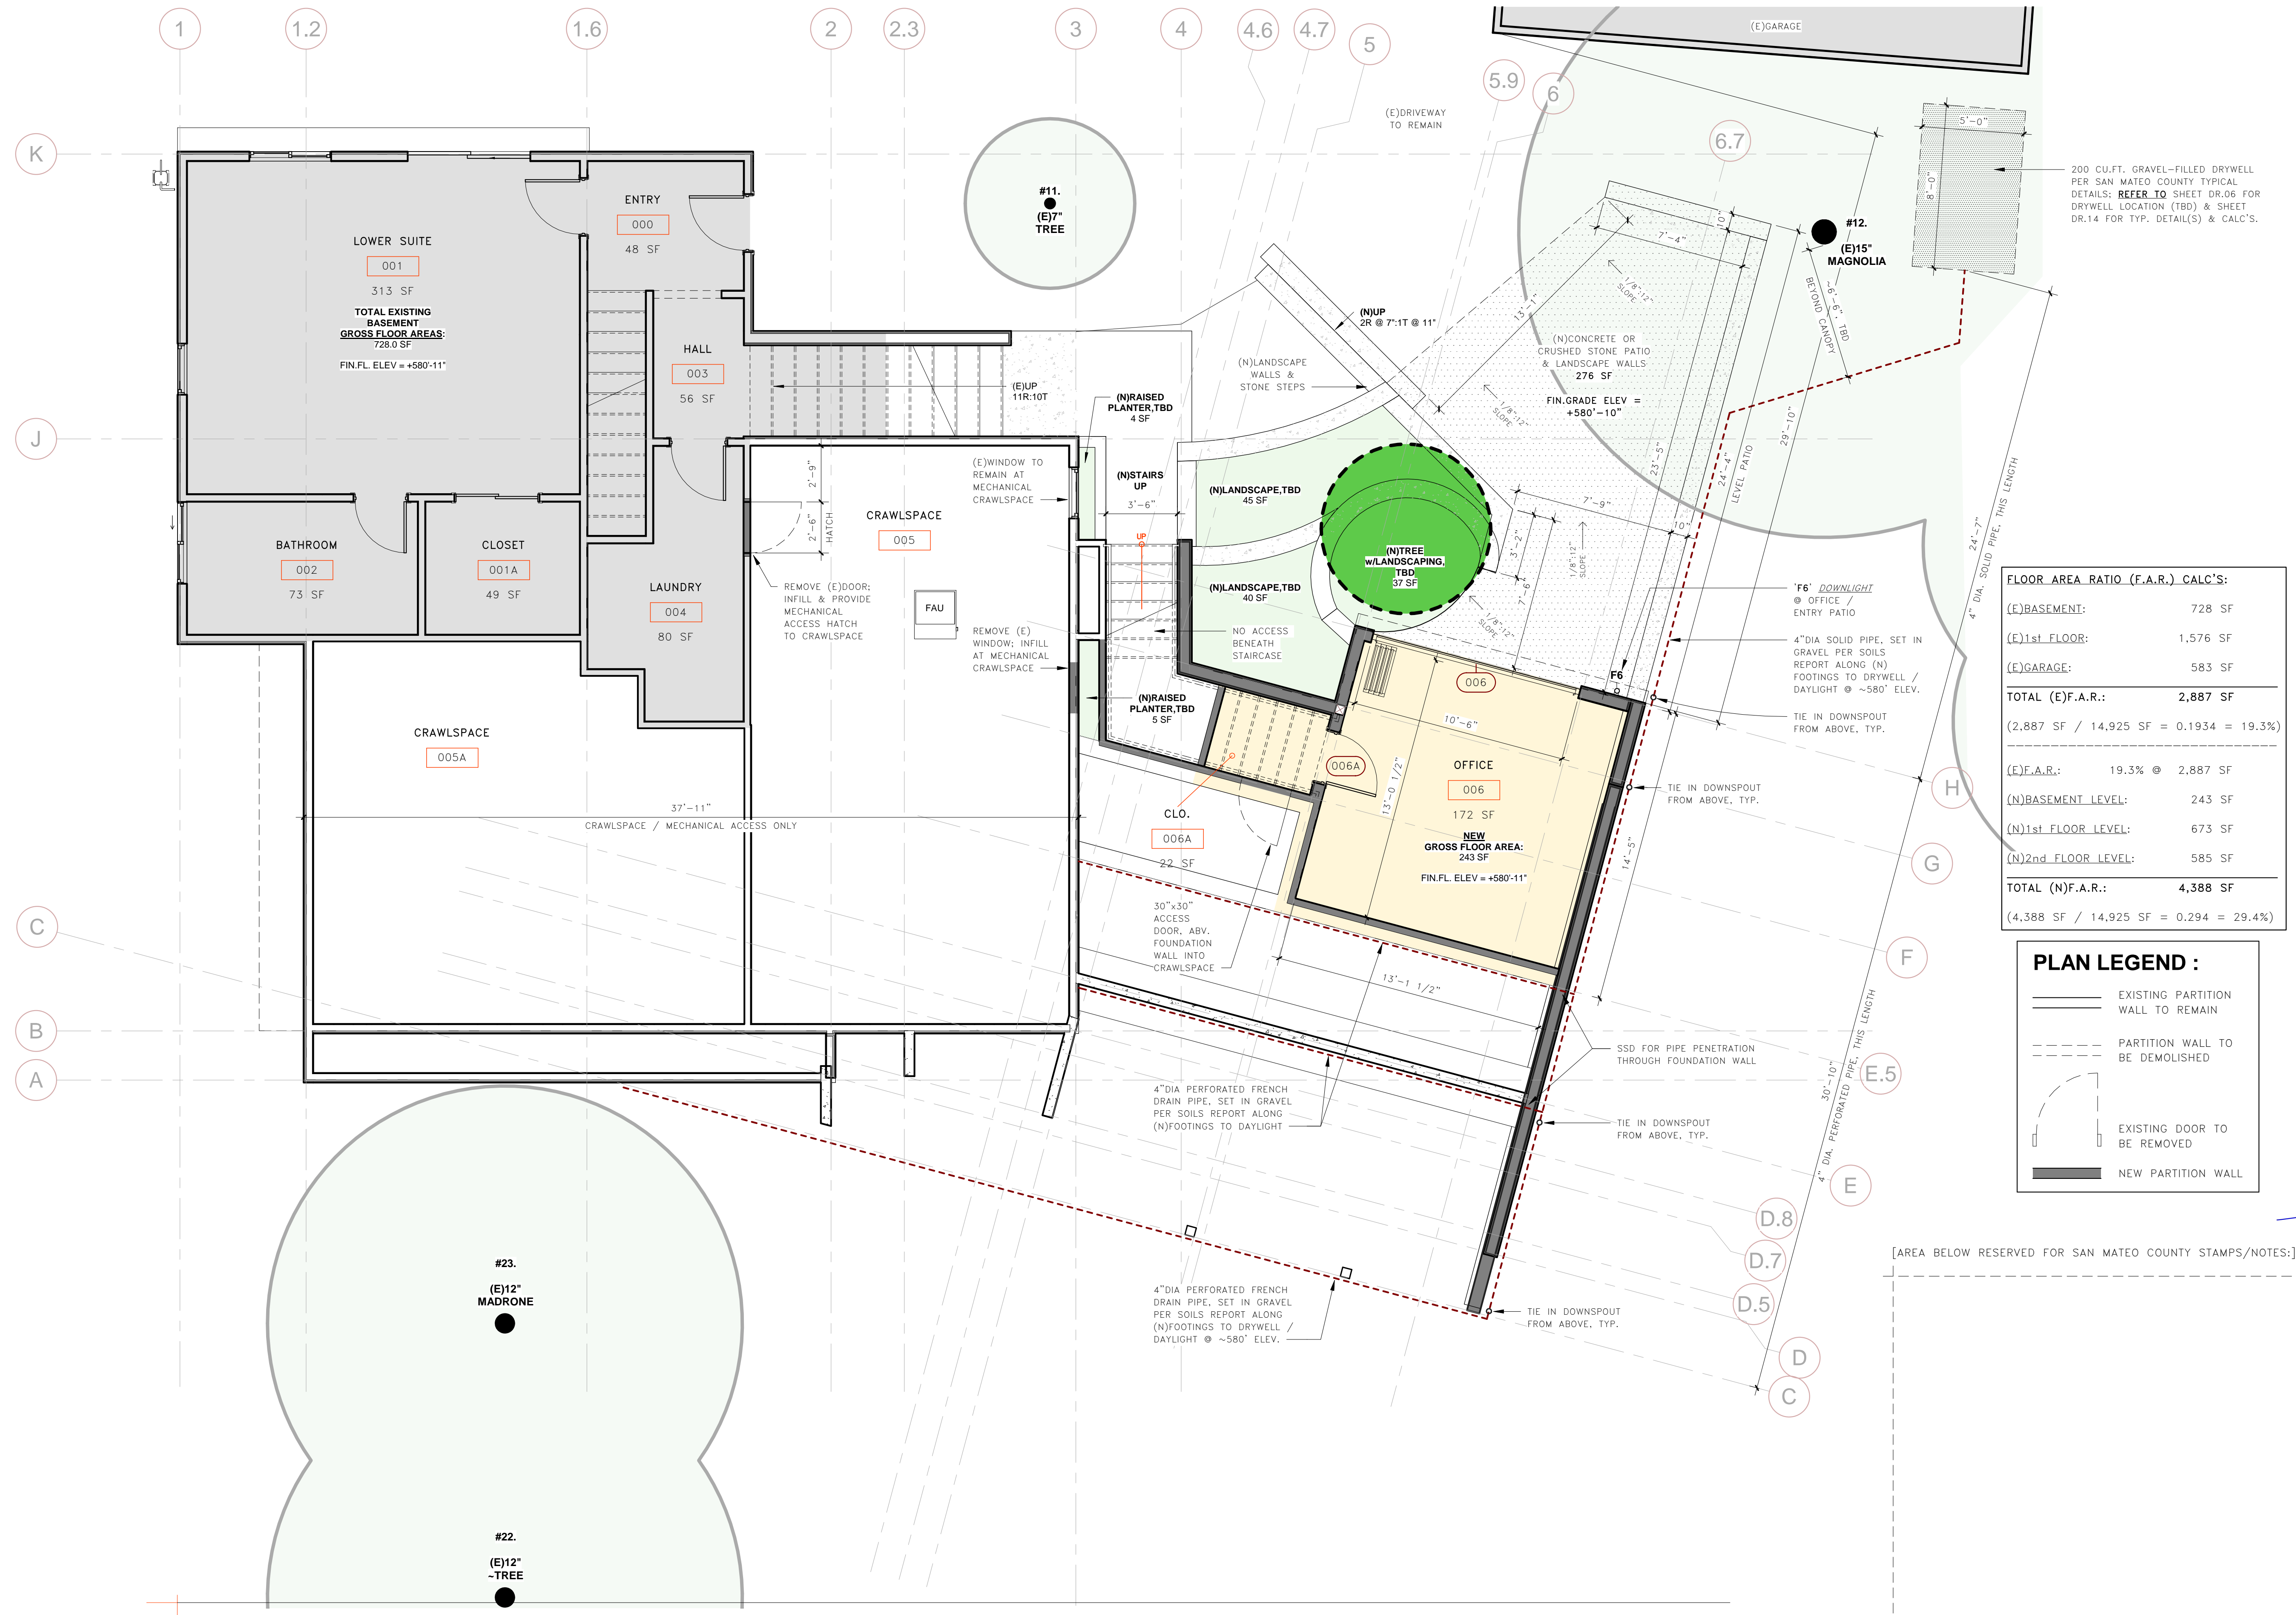 1
1.2
1.6
2
2.3
3
4
4.6
4.7
5
5.9
6
6.7
K
J
C
B
A
H
G
F
E.5
E
D.8
D.7
D.5
D
C
(E)GARAGE
(E)DRIVEWAY
TO REMAIN
5'-0"
8'-0"
200 CU.FT. GRAVEL-FILLED DRYWELL
PER SAN MATEO COUNTY TYPICAL
DETAILS; REFER TO SHEET DR.06 FOR
DRYWELL LOCATION (TBD) & SHEET
DR.14 FOR TYP. DETAIL(S) & CALC'S.
#11.
(E)7"
TREE
#12.
(E)15"
MAGNOLIA
~6'-6", TBD
BEYOND CANOPY
ENTRY
000
48 SF
LOWER SUITE
001
313 SF
TOTAL EXISTING
BASEMENT
GROSS FLOOR AREAS:
728.0 SF
FIN.FL. ELEV = +580'-11"
HALL
003
56 SF
(E)UP
11R:10T
BATHROOM
002
73 SF
CLOSET
001A
49 SF
LAUNDRY
004
80 SF
2'-9"
2'-6"
HATCH
CRAWLSPACE
005
FAU
REMOVE (E)DOOR;
INFILL & PROVIDE
MECHANICAL
ACCESS HATCH
TO CRAWLSPACE
(E)WINDOW TO
REMAIN AT
MECHANICAL
CRAWLSPACE
REMOVE (E)
WINDOW; INFILL
AT MECHANICAL
CRAWLSPACE
CRAWLSPACE
005A
37'-11"
CRAWLSPACE / MECHANICAL ACCESS ONLY
(N)RAISED
PLANTER,TBD
4 SF
(N)STAIRS
UP
3'-6"
UP
NO ACCESS
BENEATH
STAIRCASE
(N)RAISED
PLANTER,TBD
5 SF
(N)LANDSCAPE,TBD
45 SF
(N)LANDSCAPE,TBD
40 SF
(N)TREE
w/LANDSCAPING,
TBD
37 SF
(N)UP
2R @ 7":1T @ 11"
(N)LANDSCAPE
WALLS &
STONE STEPS
(N)CONCRETE OR
CRUSHED STONE PATIO
& LANDSCAPE WALLS
276 SF
FIN.GRADE ELEV =
+580'-10"
10"
7'-4"
13'-1"
1/8":12"
SLOPE
1/8":12"
SLOPE
1/8":12"
SLOPE
1/8":12"
SLOPE
23'-5"
24'-4"
LEVEL PATIO
29'-10"
7'-9"
10"
3'-2"
7'-6"
24'-7"
4" DIA. SOLID PIPE, THIS LENGTH
30'-10"
4" DIA. PERFORATED PIPE, THIS LENGTH
'F6' DOWNLIGHT
@ OFFICE /
ENTRY PATIO
F6
4"DIA SOLID PIPE, SET IN
GRAVEL PER SOILS
REPORT ALONG (N)
FOOTINGS TO DRYWELL /
DAYLIGHT @ ~580' ELEV.
TIE IN DOWNSPOUT
FROM ABOVE, TYP.
TIE IN DOWNSPOUT
FROM ABOVE, TYP.
006
10'-6"
006A
13'-0 1/2"
OFFICE
006
172 SF
NEW
GROSS FLOOR AREA:
243 SF
FIN.FL. ELEV = +580'-11"
CLO.
006A
22 SF
14'-5"
13'-1 1/2"
30"x30"
ACCESS
DOOR, ABV.
FOUNDATION
WALL INTO
CRAWLSPACE
SSD FOR PIPE PENETRATION
THROUGH FOUNDATION WALL
TIE IN DOWNSPOUT
FROM ABOVE, TYP.
4"DIA PERFORATED FRENCH
DRAIN PIPE, SET IN GRAVEL
PER SOILS REPORT ALONG
(N)FOOTINGS TO DAYLIGHT
4"DIA PERFORATED FRENCH
DRAIN PIPE, SET IN GRAVEL
PER SOILS REPORT ALONG
(N)FOOTINGS TO DRYWELL /
DAYLIGHT @ ~580' ELEV.
TIE IN DOWNSPOUT
FROM ABOVE, TYP.
#23.
(E)12"
MADRONE
#22.
(E)12"
~TREE
FLOOR AREA RATIO (F.A.R.) CALC'S:
(E)BASEMENT: 728 SF
(E)1st FLOOR: 1,576 SF
(E)GARAGE: 583 SF
TOTAL (E)F.A.R.: 2,887 SF
(2,887 SF / 14,925 SF = 0.1934 = 19.3%)
(E)F.A.R.: 19.3% @ 2,887 SF
(N)BASEMENT LEVEL: 243 SF
(N)1st FLOOR LEVEL: 673 SF
(N)2nd FLOOR LEVEL: 585 SF
TOTAL (N)F.A.R.: 4,388 SF
(4,388 SF / 14,925 SF = 0.294 = 29.4%)
PLAN LEGEND :
EXISTING PARTITION
WALL TO REMAIN
PARTITION WALL TO
BE DEMOLISHED
EXISTING DOOR TO
BE REMOVED
NEW PARTITION WALL
[AREA BELOW RESERVED FOR SAN MATEO COUNTY STAMPS/NOTES:]